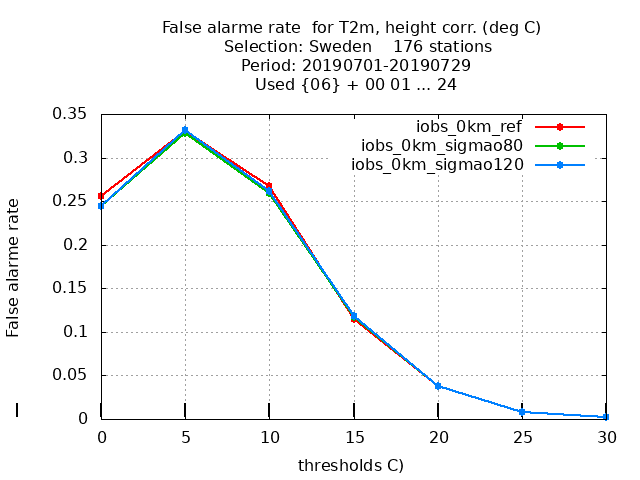 False alarme rate  for T2m, height corr. (deg C)
Selection: Sweden    176 stations
Period: 20190701-20190729
Used {06} + 00 01 ... 24
0.35
0.3
0.25
0.2
0.15
0.1
0.05
0
False alarme rate
iobs_0km_ref
iobs_0km_sigmao80
iobs_0km_sigmao120
0 5 10 15 20 25 30
thresholds C)